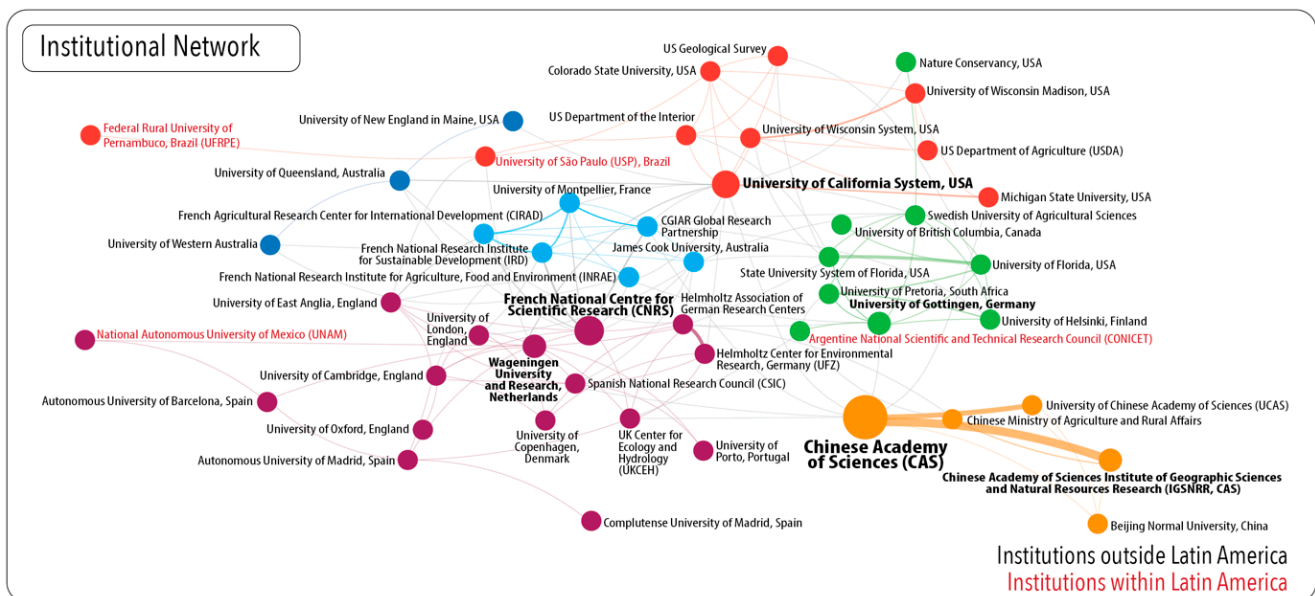 Institutional Network
US Geological Survey
Colorado State University, USA
Nature Conservancy, USA
University of Wisconsin Madison, USA
University of New England in Maine, USA
US Department of the Interior
University of Wisconsin System, USA
Federal Rural University of
Pernambuco, Brazil (UFRPE)
US Department of Agriculture (USDA)
University of São Paulo (USP), Brazil
University of Queensland, Australia
University of California System, USA
University of Montpellier, France
Michigan State University, USA
French Agricultural Research Center for International Development (CIRAD)
CGIAR Global Research
Partnership
Swedish University of Agricultural Sciences
University of British Columbia, Canada
University of Western Australia
French National Research Institute
for Sustainable Development (IRD)
James Cook University, Australia
University of Florida, USA
State University System of Florida, USA
French National Research Institute for Agriculture, Food and Environment (INRAE)
University of Pretoria, South Africa
University of East Anglia, England
French National Centre for
Scientific Research (CNRS)
Helmholtz Association of
German Research Centers
University of Gottingen, Germany
University of Helsinki, Finland
National Autonomous University of Mexico (UNAM)
University of
London,
England
Argentine National Scientific and Technical Research Council (CONICET)
Helmholtz Center for Environmental
Research, Germany (UFZ)
Wageningen
University
and Research,
Netherlands
University of Cambridge, England
Spanish National Research Council (CSIC)
Autonomous University of Barcelona, Spain
University of Chinese Academy of Sciences (UCAS)
Chinese Ministry of Agriculture and Rural Affairs
University of Oxford, England
University of
Copenhagen,
Denmark
UK Center for
Ecology and
Hydrology
(UKCEH)
University of
Porto, Portugal
Chinese Academy
of Sciences (CAS)
Autonomous University of Madrid, Spain
Chinese Academy of Sciences Institute of Geographic Sciences
and Natural Resources Research (IGSNRR, CAS)
Complutense University of Madrid, Spain
Beijing Normal University, China
Institutions outside Latin America
Institutions within Latin America